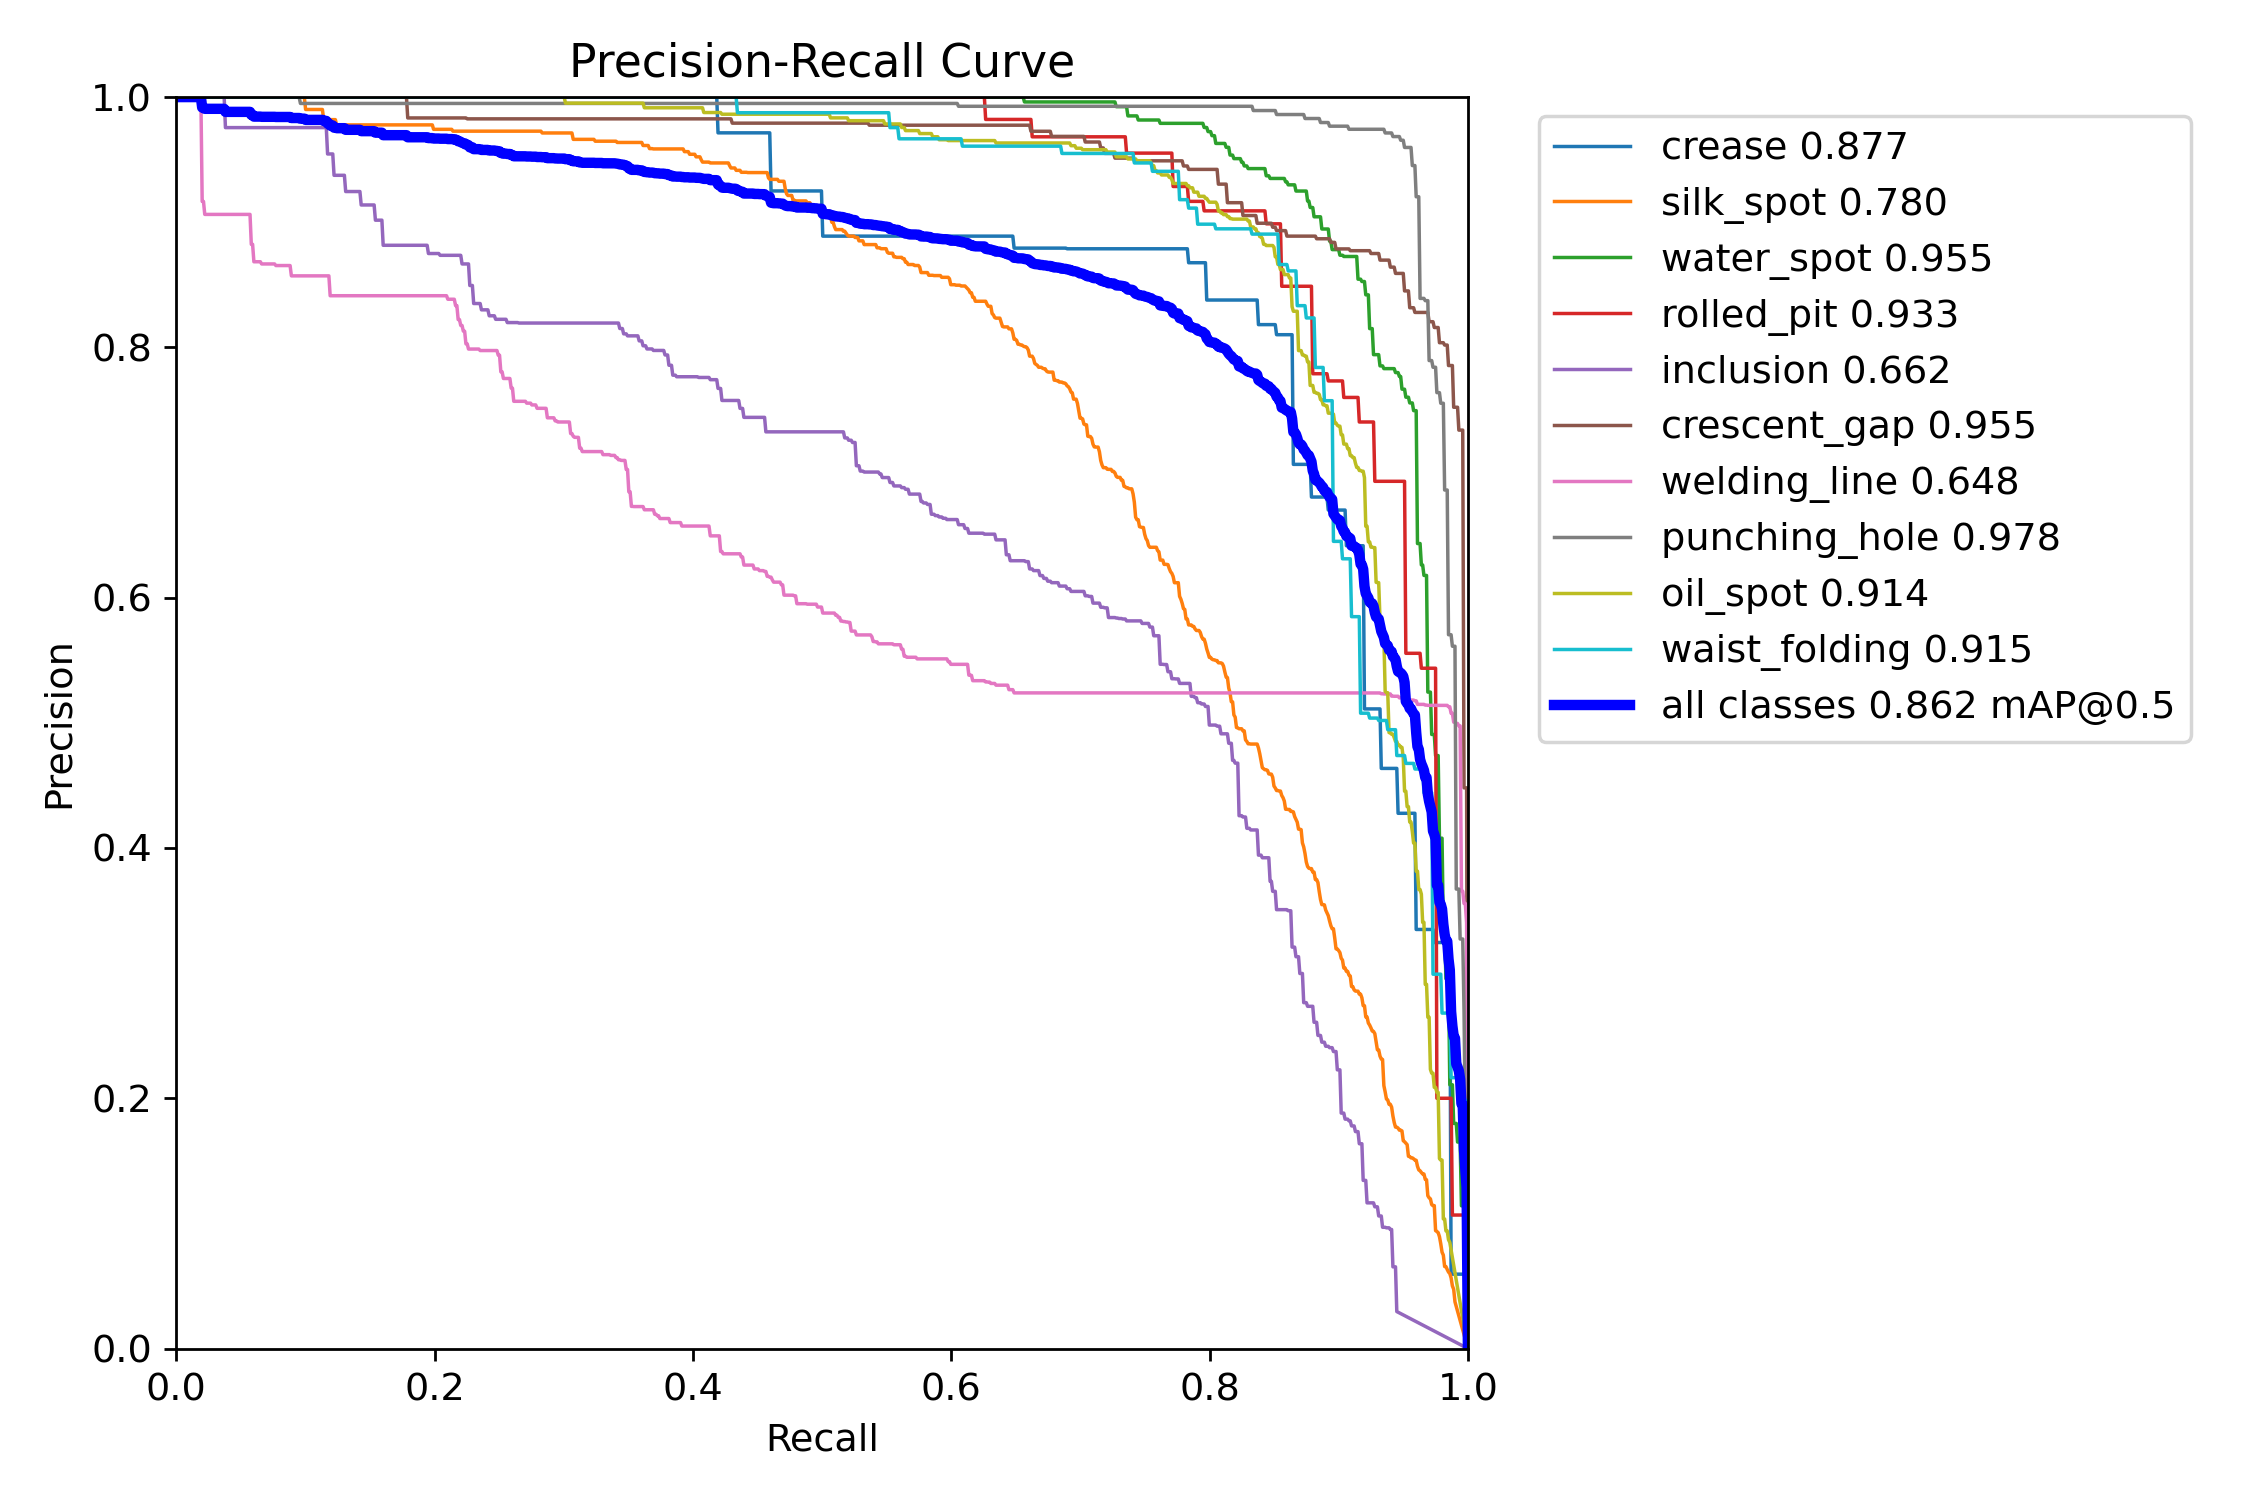 Precision-Recall Curve
1.0
0.8
0.6
0.4
0.2
0.0
Precision
0.0 0.2 0.4 0.6 0.8 1.0
Recall
crease 0.877
silk_spot 0.780
water_spot 0.955
rolled_pit 0.933
inclusion 0.662
crescent_gap 0.955
welding_line 0.648
punching_hole 0.978
oil_spot 0.914
waist_folding 0.915
all classes 0.862 mAP@0.5